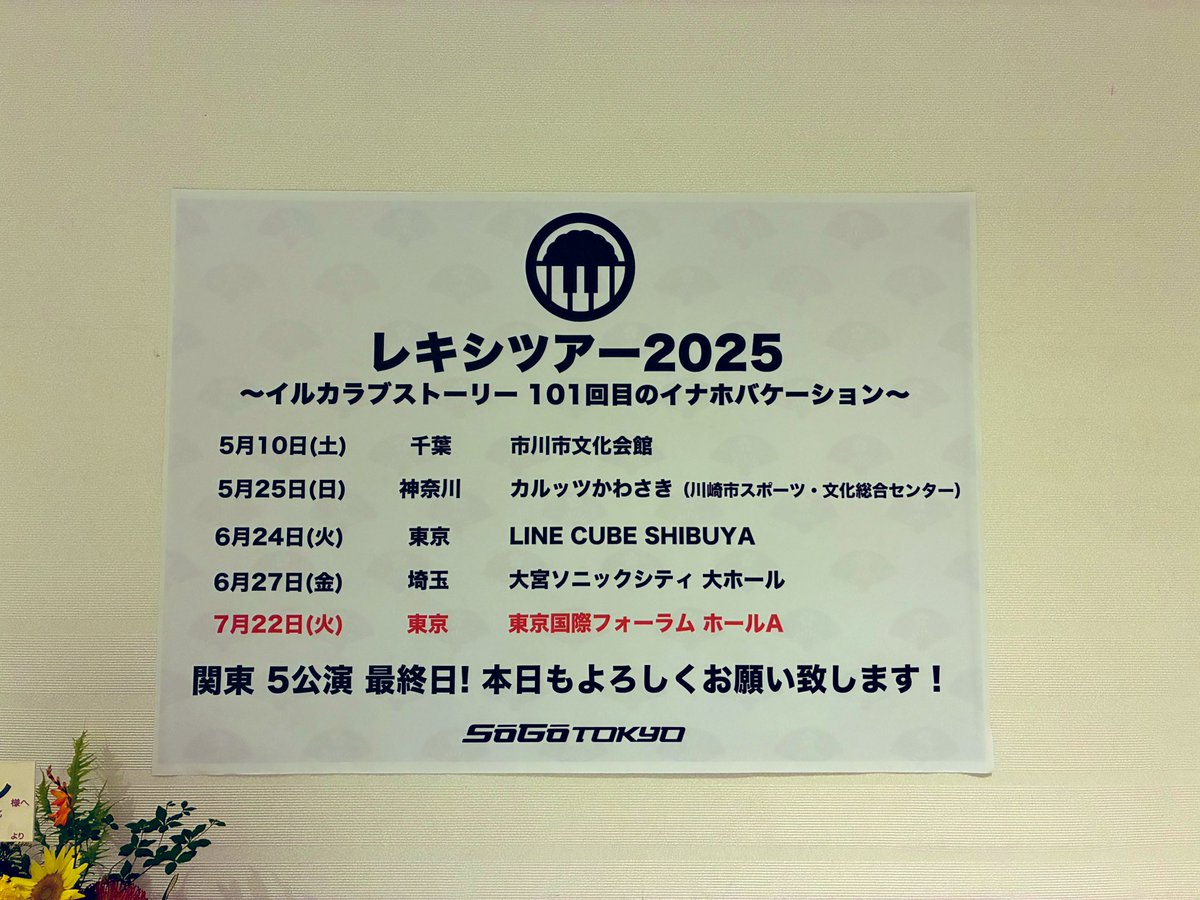 レキシツアー2025
〜イルカラブストーリー 101回目のイナホバケーション〜
5月10日(土) 千葉 市川市文化会館
5月25日(日) 神奈川 カルッツかわさき（川崎市スポーツ・文化総合センター）
6月24日(火) 東京 LINE CUBE SHIBUYA
6月27日(金) 埼玉 大宮ソニックシティ 大ホール
7月22日(火) 東京 東京国際フォーラム ホールA
関東 5公演 最終日! 本日もよろしくお願い致します！
SŌGŌ TOKYO
様へ
より